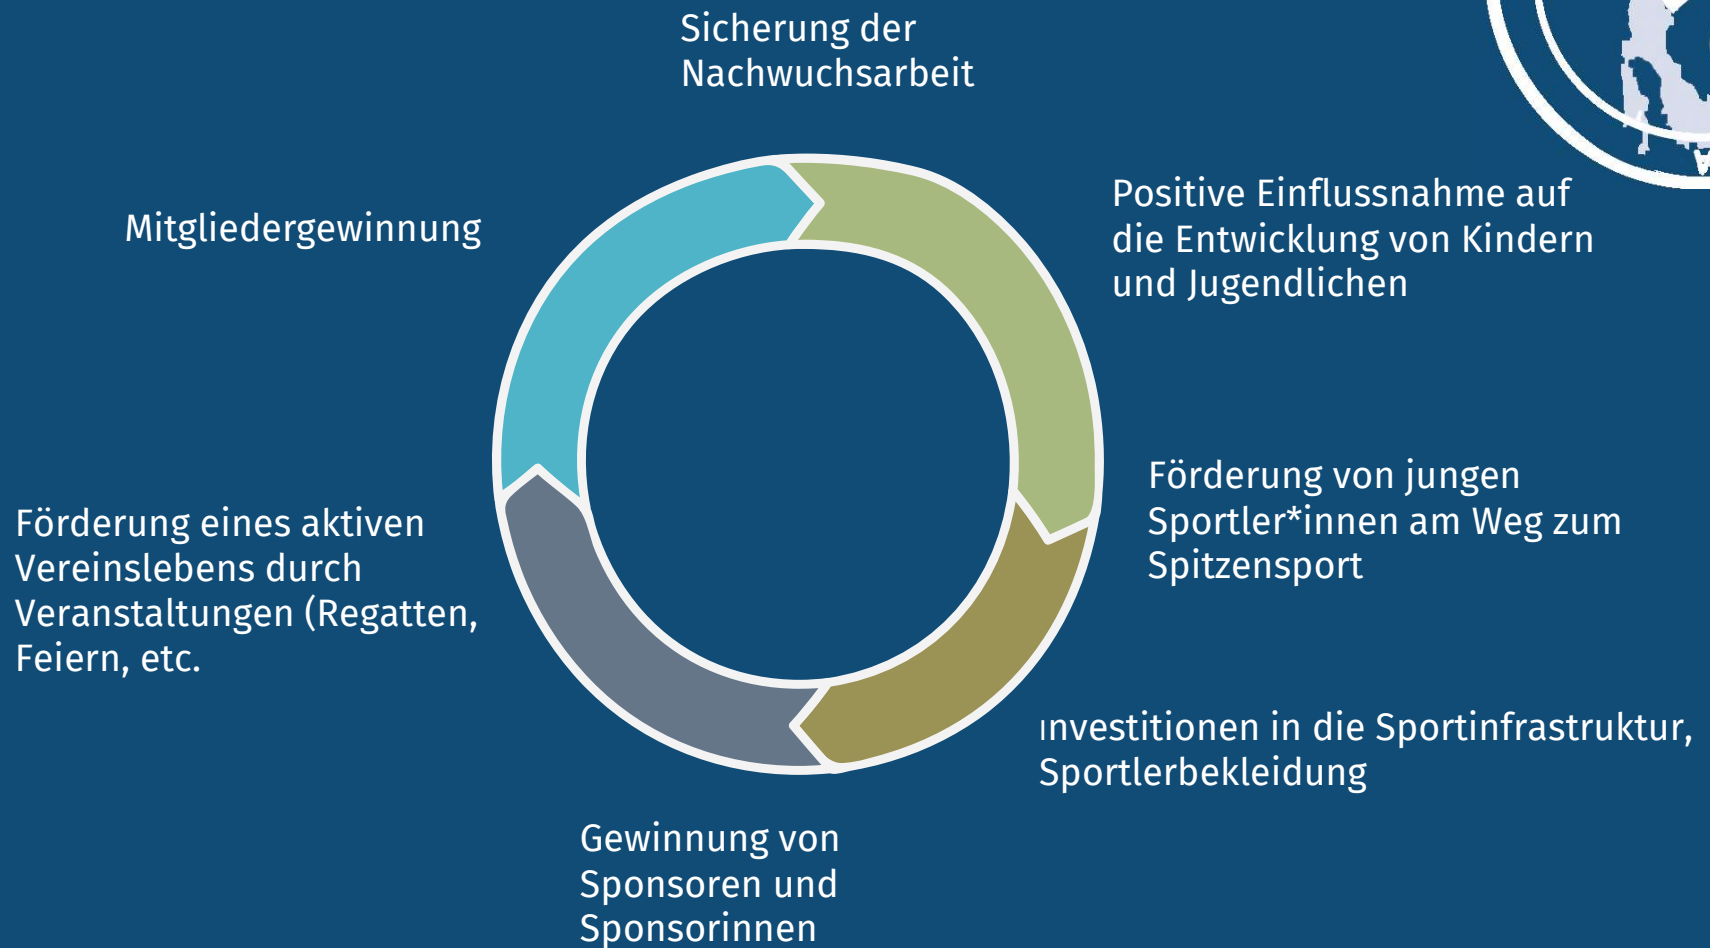 Sicherung der
Nachwuchsarbeit
Positive Einflussnahme auf
die Entwicklung von Kindern
und Jugendlichen
Förderung von jungen
Sportler*innen am Weg zum
Spitzensport
Investitionen in die Sportinfrastruktur,
Sportlerbekleidung
Gewinnung von
Sponsoren und
Sponsorinnen
Förderung eines aktiven
Vereinslebens durch
Veranstaltungen (Regatten,
Feiern, etc.
Mitgliedergewinnung